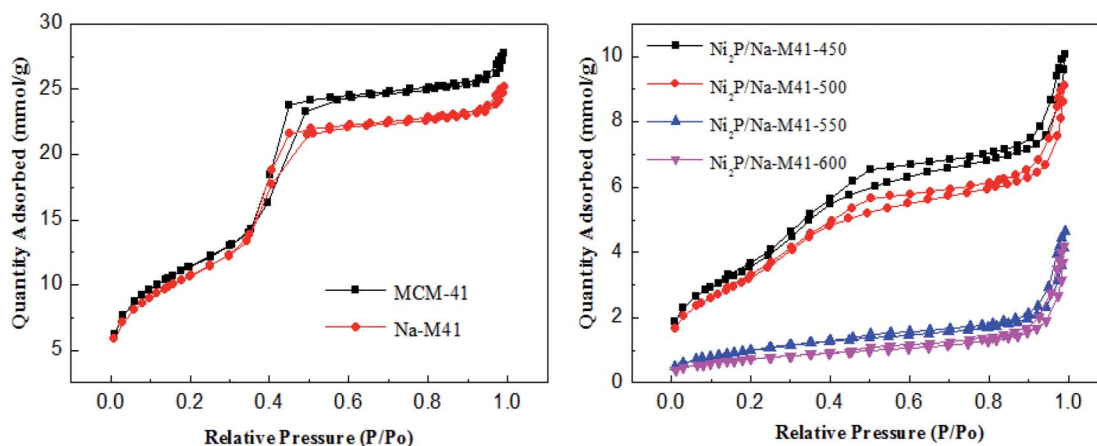 30
25
20
15
10
5
0.0 0.2 0.4 0.6 0.8 1.0
Quantity Adsorbed (mmol/g)
Relative Pressure (P/Po)
MCM-41
Na-M41
10
8
6
4
2
0
0.0 0.2 0.4 0.6 0.8 1.0
Quantity Adsorbed (mmol/g)
Relative Pressure (P/Po)
Ni₂P/Na-M41-450
Ni₂P/Na-M41-500
Ni₂P/Na-M41-550
Ni₂P/Na-M41-600